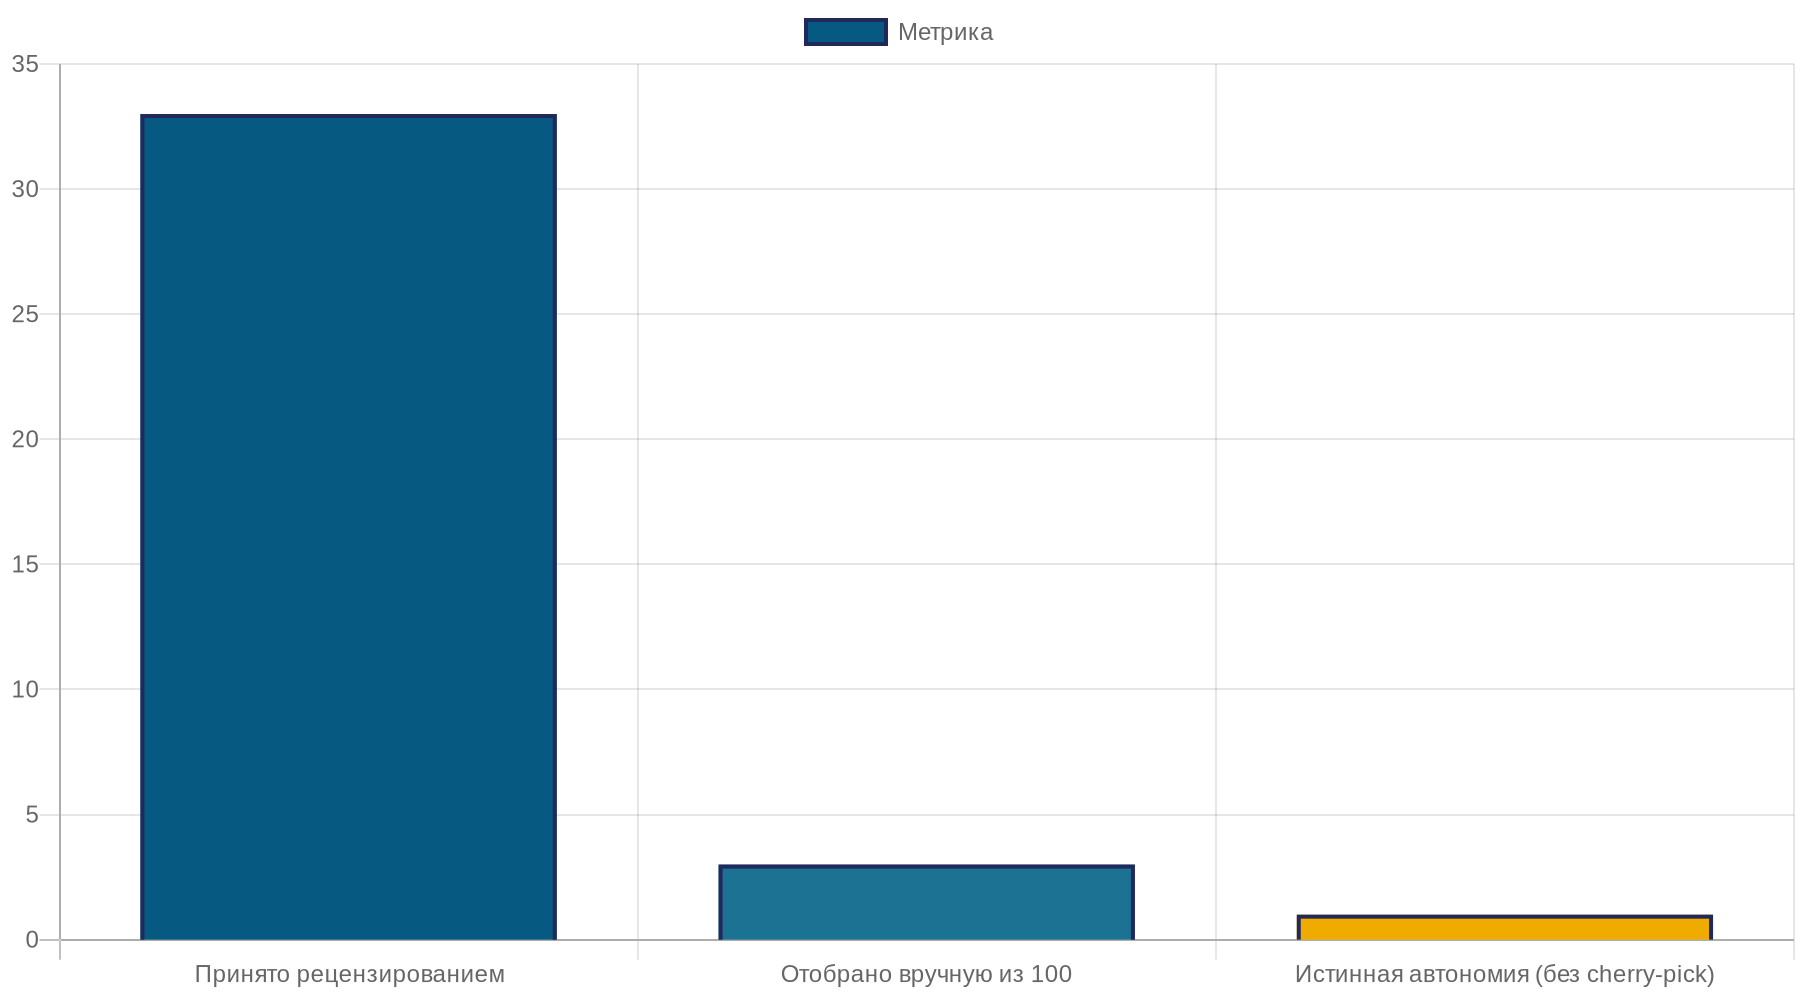 Метрика
35
30
25
20
15
10
5
0
Принято рецензированием
Отобрано вручную из 100
Истинная автономия (без cherry-pick)